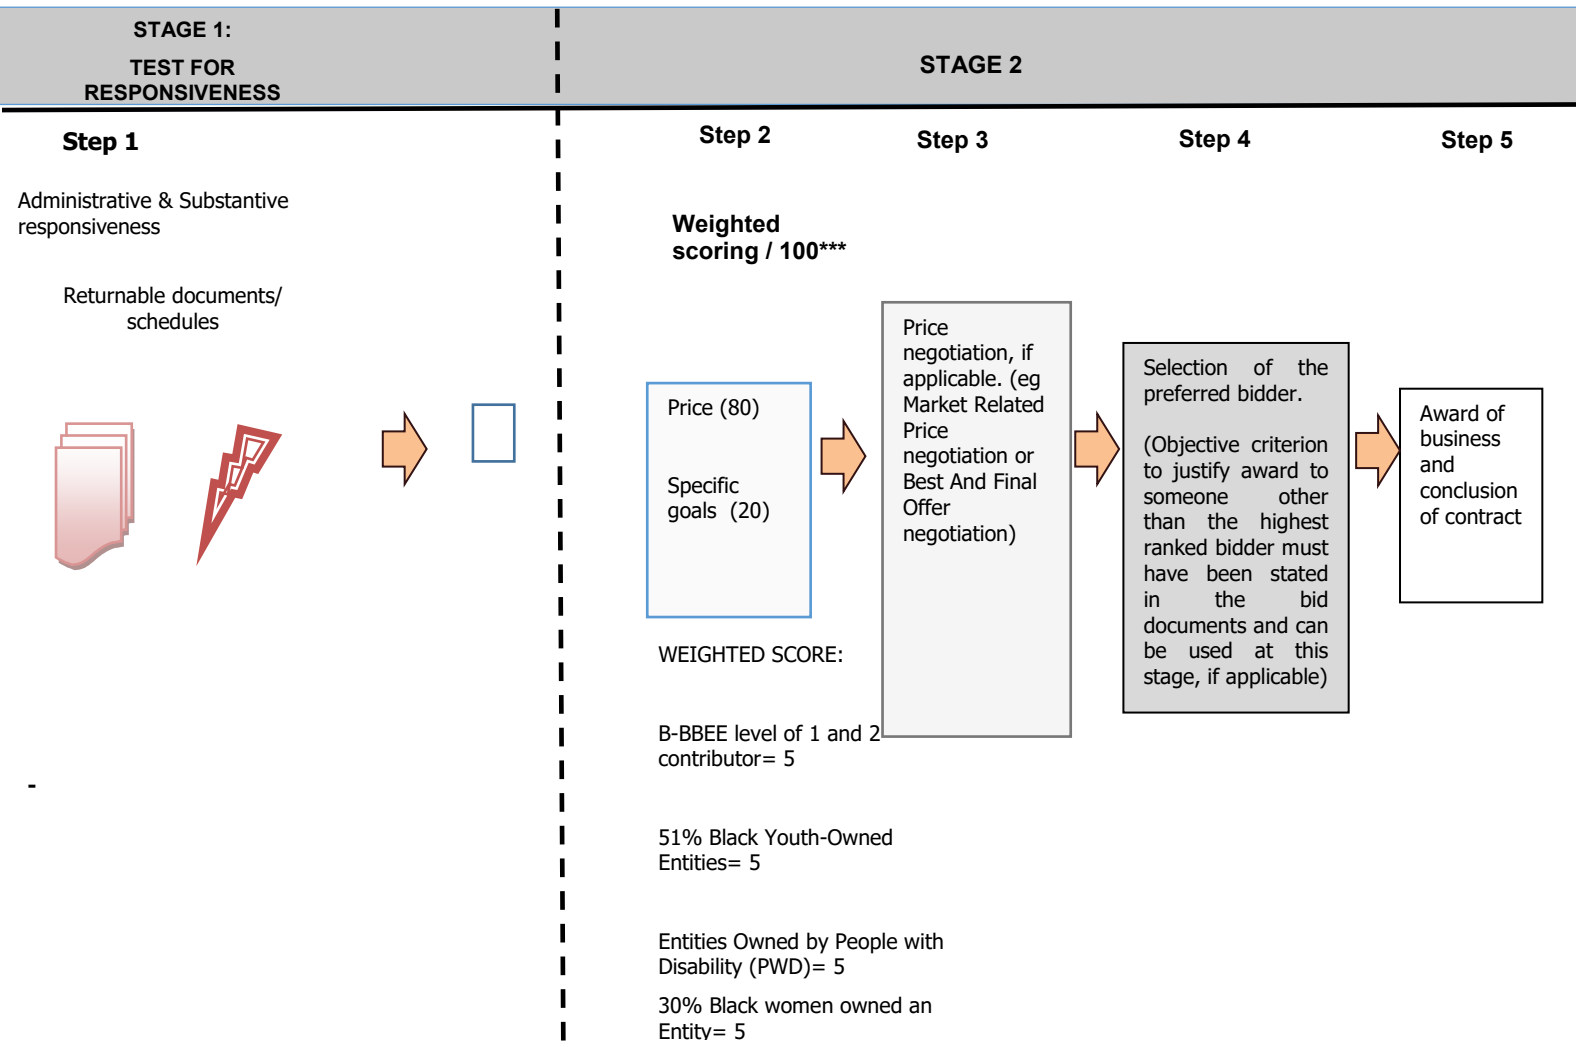 STAGE 1:
TEST FOR
RESPONSIVENESS
STAGE 2
Step 1
Step 2
Step 3
Step 4
Step 5
Administrative & Substantive
responsiveness
Returnable documents/
schedules
-
Weighted
scoring / 100***
Price (80)
Specific
goals (20)
WEIGHTED SCORE:
B-BBEE level of 1 and 2
contributor= 5
51% Black Youth-Owned
Entities= 5
Entities Owned by People with
Disability (PWD)= 5
30% Black women owned an
Entity= 5
Price
negotiation, if
applicable. (eg
Market Related
Price
negotiation or
Best And Final
Offer
negotiation)
Selection of the
preferred bidder.
(Objective criterion
to justify award to
someone other
than the highest
ranked bidder must
have been stated
in the bid
documents and can
be used at this
stage, if applicable)
Award of
business
and
conclusion
of contract